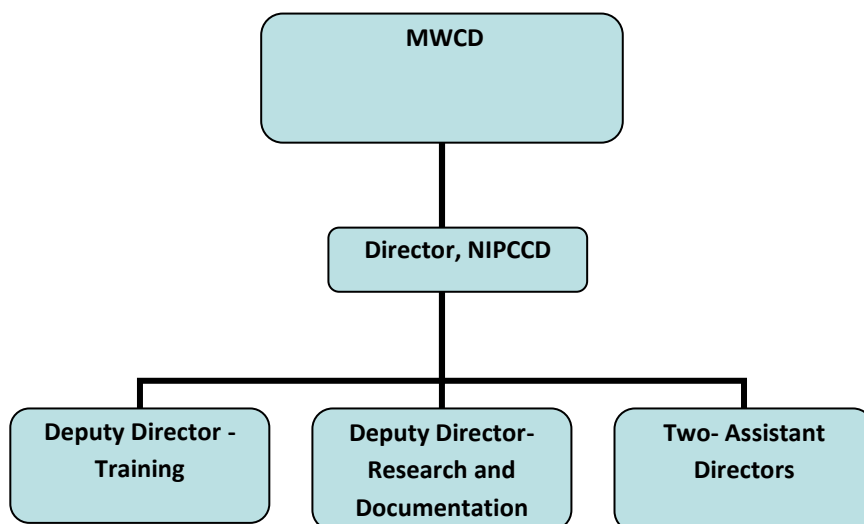 MWCD
Director, NIPCCD
Deputy Director -
Training
Deputy Director-
Research and
Documentation
Two- Assistant
Directors